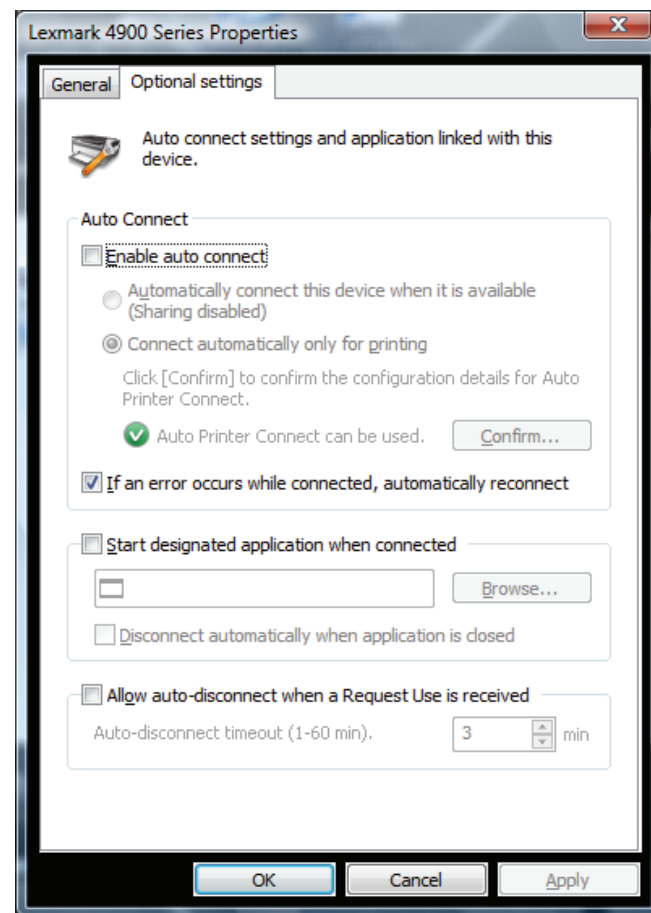 Lexmark 4900 Series Properties
General
Optional settings
Auto connect settings and application linked with this
device.
Auto Connect
Enable auto connect
Automatically connect this device when it is available
(Sharing disabled)
Connect automatically only for printing
Click [Confirm] to confirm the configuration details for Auto
Printer Connect.
Auto Printer Connect can be used.
Confirm...
If an error occurs while connected, automatically reconnect
Start designated application when connected
Browse...
Disconnect automatically when application is closed
Allow auto-disconnect when a Request Use is received
Auto-disconnect timeout (1-60 min).
3
min
OK
Cancel
Apply